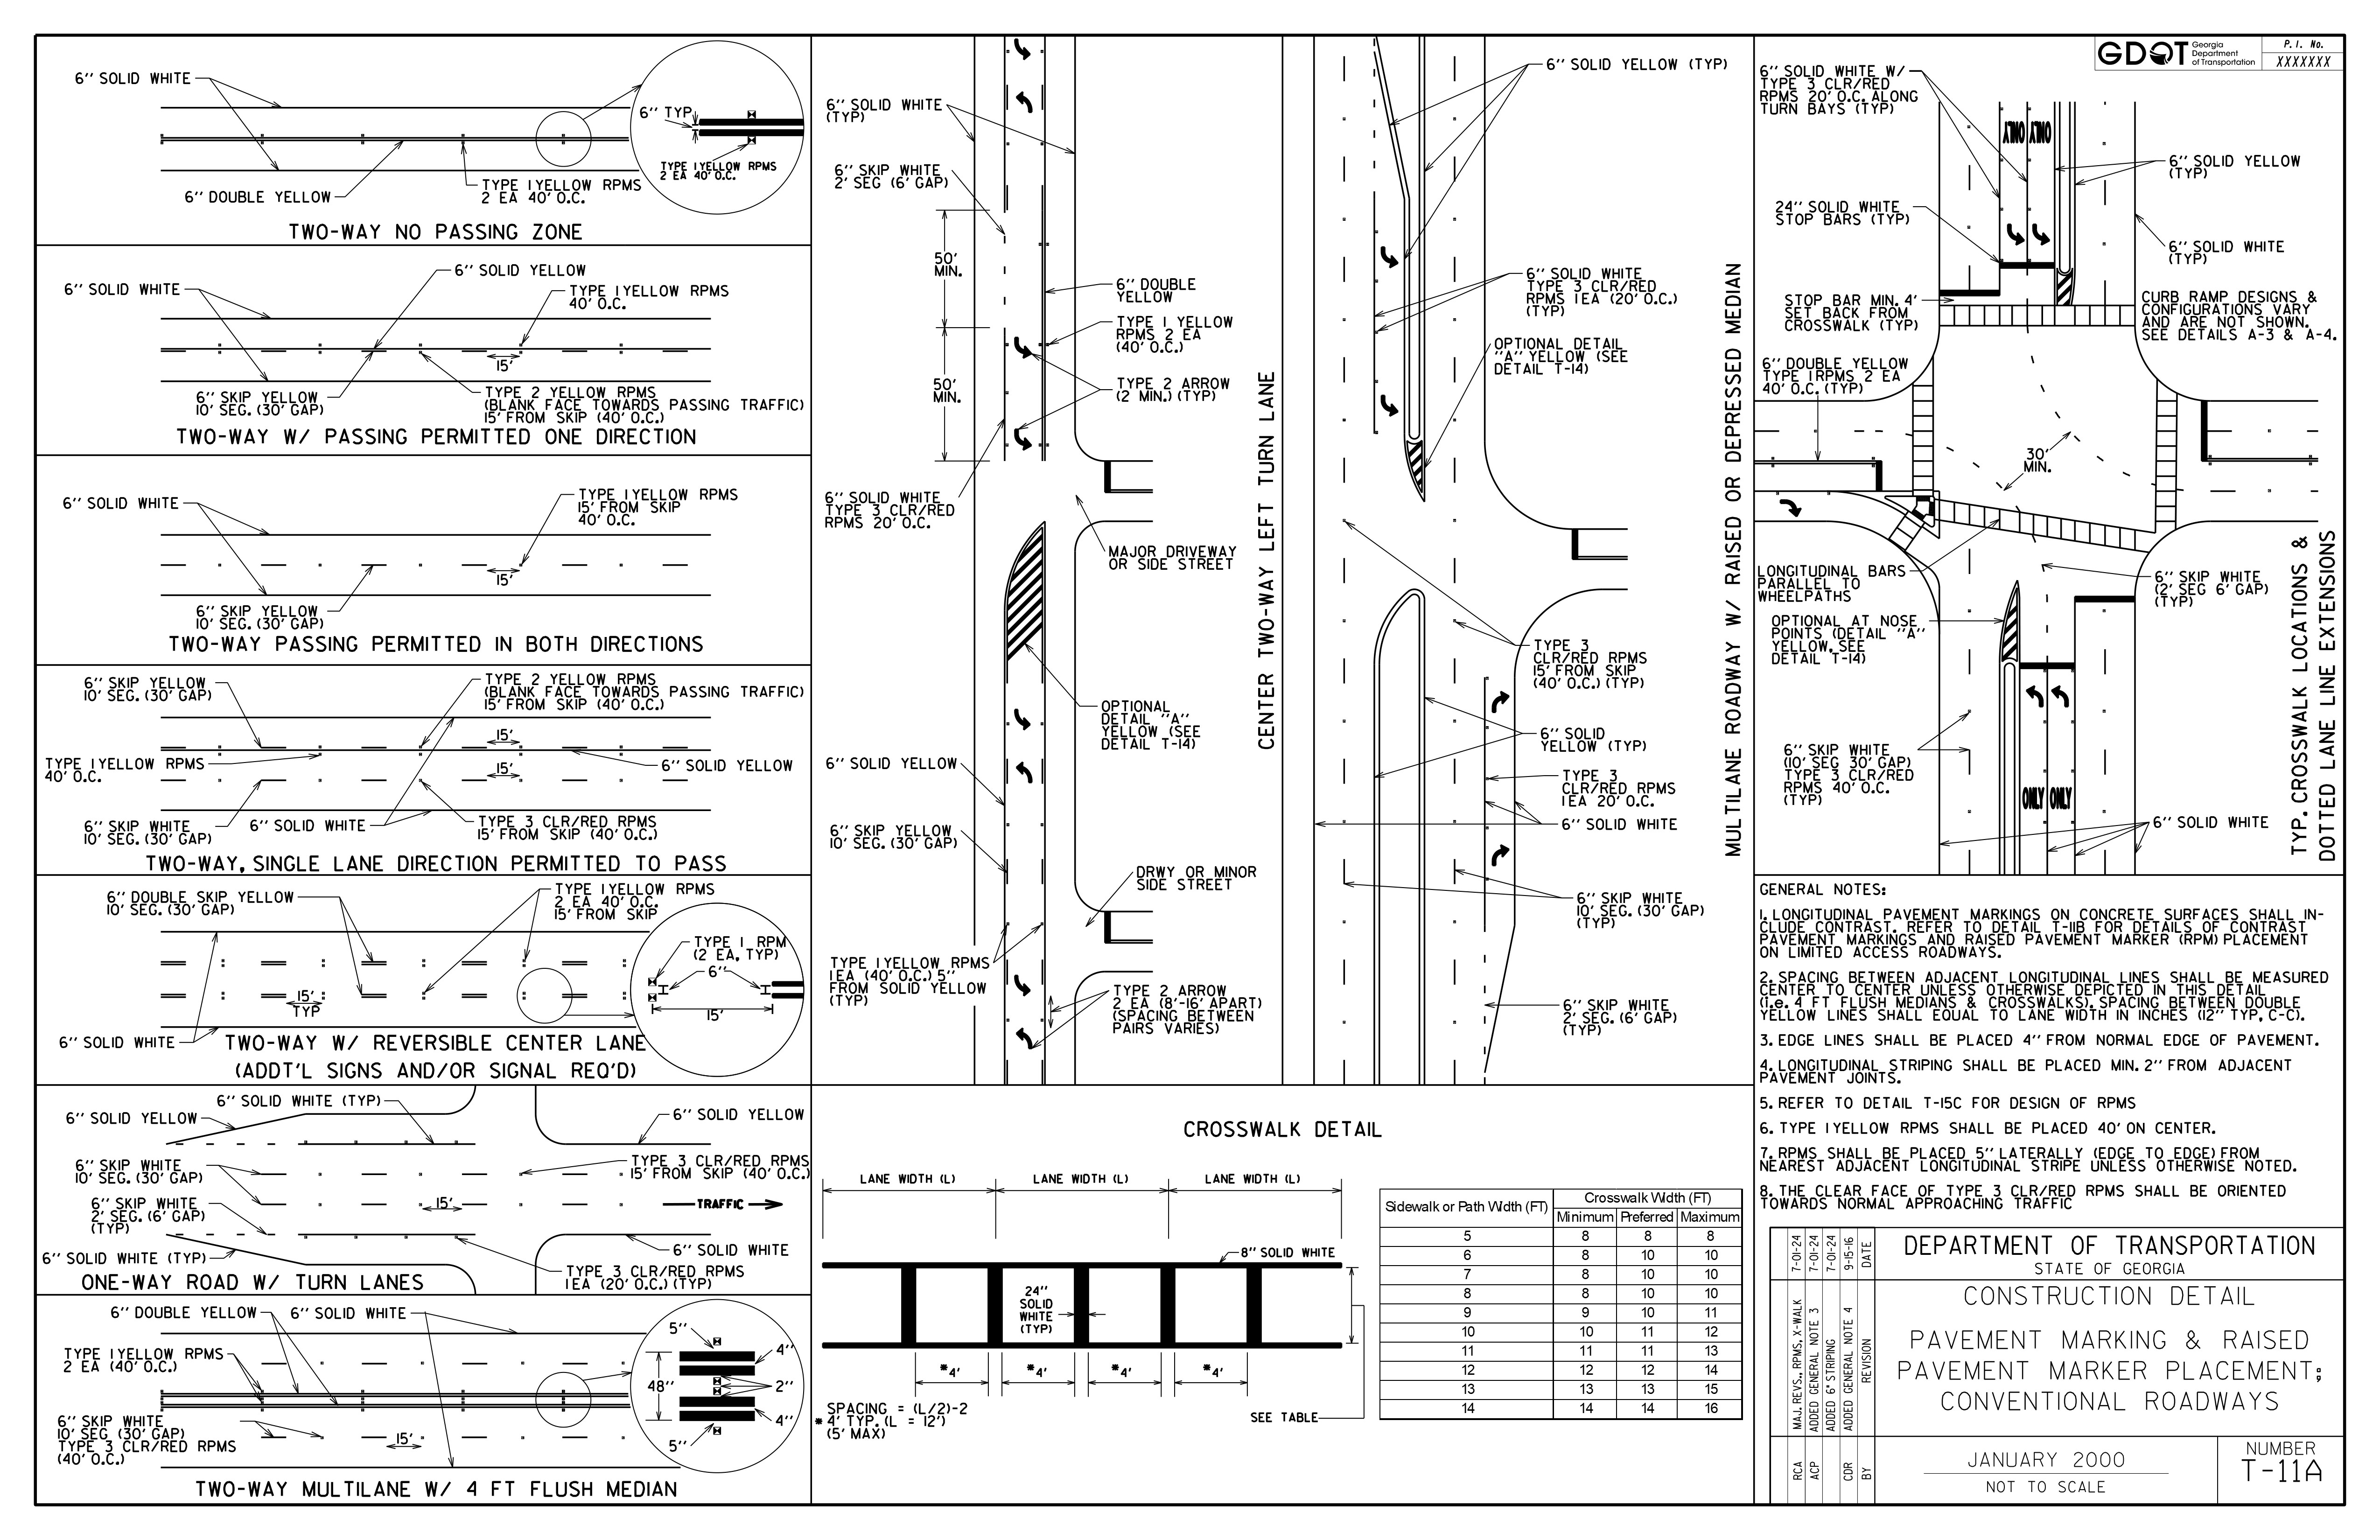 GDOT
Georgia
Department
of Transportation
P. I. No.
XXXXXXX
6'' SOLID WHITE
6'' TYP
TYPE 1 YELLOW RPMS
2 EA 40' O.C.
6'' DOUBLE YELLOW
TYPE 1 YELLOW RPMS
2 EA 40' O.C.
TWO-WAY NO PASSING ZONE
6'' SOLID YELLOW
6'' SOLID WHITE
TYPE 1 YELLOW RPMS
40' O.C.
15'
6'' SKIP YELLOW
10' SEG. (30' GAP)
TYPE 2 YELLOW RPMS
(BLANK FACE TOWARDS PASSING TRAFFIC)
15' FROM SKIP (40' O.C.)
TWO-WAY W/ PASSING PERMITTED ONE DIRECTION
6'' SOLID WHITE
TYPE 1 YELLOW RPMS
15' FROM SKIP
40' O.C.
15'
6'' SKIP YELLOW
10' SEG. (30' GAP)
TWO-WAY PASSING PERMITTED IN BOTH DIRECTIONS
6'' SKIP YELLOW
10' SEG. (30' GAP)
TYPE 2 YELLOW RPMS
(BLANK FACE TOWARDS PASSING TRAFFIC)
15' FROM SKIP (40' O.C.)
15'
TYPE 1 YELLOW RPMS
40' O.C.
6'' SOLID YELLOW
15'
6'' SKIP WHITE
10' SEG. (30' GAP)
6'' SOLID WHITE
TYPE 3 CLR/RED RPMS
15' FROM SKIP (40' O.C.)
TWO-WAY, SINGLE LANE DIRECTION PERMITTED TO PASS
6'' DOUBLE SKIP YELLOW
10' SEG. (30' GAP)
TYPE 1 YELLOW RPMS
2 EA 40' O.C.
15' FROM SKIP
TYPE 1 RPM
(2 EA, TYP)
6''
15'
15'
TYP
6'' SOLID WHITE
TWO-WAY W/ REVERSIBLE CENTER LANE
(ADDT'L SIGNS AND/OR SIGNAL REQ'D)
6'' SOLID WHITE (TYP)
6'' SOLID YELLOW
6'' SOLID YELLOW
6'' SKIP WHITE
10' SEG. (30' GAP)
TYPE 3 CLR/RED RPMS
15' FROM SKIP (40' O.C.)
6'' SKIP WHITE
2' SEG. (6' GAP)
(TYP)
15'
TRAFFIC
6'' SOLID WHITE (TYP)
6'' SOLID WHITE
TYPE 3 CLR/RED RPMS
1 EA (20' O.C.) (TYP)
ONE-WAY ROAD W/ TURN LANES
6'' DOUBLE YELLOW
6'' SOLID WHITE
TYPE 1 YELLOW RPMS
2 EA (40' O.C.)
5''
4''
48''
2''
4''
5''
6'' SKIP WHITE
10' SEG (30' GAP)
TYPE 3 CLR/RED RPMS
(40' O.C.)
15'
TWO-WAY MULTILANE W/ 4 FT FLUSH MEDIAN
6'' SOLID WHITE
(TYP)
6'' SKIP WHITE
2' SEG (6' GAP)
50'
MIN.
6'' DOUBLE
YELLOW
TYPE 1 YELLOW
RPMS 2 EA
(40' O.C.)
50'
MIN.
TYPE 2 ARROW
(2 MIN.) (TYP)
6'' SOLID WHITE
TYPE 3 CLR/RED
RPMS 20' O.C.
MAJOR DRIVEWAY
OR SIDE STREET
OPTIONAL
DETAIL ''A''
YELLOW (SEE
DETAIL T-14)
6'' SOLID YELLOW
6'' SKIP YELLOW
10' SEG. (30' GAP)
DRWY OR MINOR
SIDE STREET
TYPE 1 YELLOW RPMS
1 EA (40' O.C.) 5''
FROM SOLID YELLOW
(TYP)
TYPE 2 ARROW
2 EA (8'-16' APART)
(SPACING BETWEEN
PAIRS VARIES)
CENTER TWO-WAY LEFT TURN LANE
6'' SOLID YELLOW (TYP)
6'' SOLID WHITE
TYPE 3 CLR/RED
RPMS 1 EA (20' O.C.)
(TYP)
OPTIONAL DETAIL
''A'' YELLOW (SEE
DETAIL T-14)
TYPE 3
CLR/RED RPMS
15' FROM SKIP
(40' O.C.) (TYP)
6'' SOLID
YELLOW (TYP)
TYPE 3
CLR/RED RPMS
1 EA 20' O.C.
6'' SOLID WHITE
6'' SKIP WHITE
10' SEG. (30' GAP)
(TYP)
6'' SKIP WHITE
2' SEG. (6' GAP)
(TYP)
MULTILANE ROADWAY W/ RAISED OR DEPRESSED MEDIAN
6'' SOLID WHITE W/
TYPE 3 CLR/RED
RPMS 20' O.C. ALONG
TURN BAYS (TYP)
ONLY ONLY
6'' SOLID YELLOW
(TYP)
24'' SOLID WHITE
STOP BARS (TYP)
6'' SOLID WHITE
(TYP)
STOP BAR MIN. 4'
SET BACK FROM
CROSSWALK (TYP)
CURB RAMP DESIGNS &
CONFIGURATIONS VARY
AND ARE NOT SHOWN.
SEE DETAILS A-3 & A-4.
6'' DOUBLE YELLOW
TYPE 1 RPMS 2 EA
40' O.C. (TYP)
30'
MIN.
LONGITUDINAL BARS
PARALLEL TO
WHEELPATHS
6'' SKIP WHITE
(2' SEG 6' GAP)
(TYP)
OPTIONAL AT NOSE
POINTS (DETAIL ''A''
YELLOW, SEE
DETAIL T-14)
6'' SKIP WHITE
(10' SEG 30' GAP)
TYPE 3 CLR/RED
RPMS 40' O.C.
(TYP)
ONLY ONLY
6'' SOLID WHITE
TYP. CROSSWALK LOCATIONS &
DOTTED LANE LINE EXTENSIONS
CROSSWALK DETAIL
LANE WIDTH (L) LANE WIDTH (L) LANE WIDTH (L)
8'' SOLID WHITE
24''
SOLID
WHITE
(TYP)
*4' *4' *4' *4'
SPACING = (L/2)-2
* 4' TYP. (L = 12')
(5' MAX)
SEE TABLE
Sidewalk or Path Width (FT) Crosswalk Width (FT)
Minimum Preferred Maximum
5 8 8 8
6 8 10 10
7 8 10 10
8 8 10 10
9 9 10 11
10 10 11 12
11 11 11 13
12 12 12 14
13 13 13 15
14 14 14 16
GENERAL NOTES:
1. LONGITUDINAL PAVEMENT MARKINGS ON CONCRETE SURFACES SHALL IN-
CLUDE CONTRAST. REFER TO DETAIL T-11B FOR DETAILS OF CONTRAST
PAVEMENT MARKINGS AND RAISED PAVEMENT MARKER (RPM) PLACEMENT
ON LIMITED ACCESS ROADWAYS.
2. SPACING BETWEEN ADJACENT LONGITUDINAL LINES SHALL BE MEASURED
CENTER TO CENTER UNLESS OTHERWISE DEPICTED IN THIS DETAIL
(i.e. 4 FT FLUSH MEDIANS & CROSSWALKS). SPACING BETWEEN DOUBLE
YELLOW LINES SHALL EQUAL TO LANE WIDTH IN INCHES (12'' TYP, C-C).
3. EDGE LINES SHALL BE PLACED 4'' FROM NORMAL EDGE OF PAVEMENT.
4. LONGITUDINAL STRIPING SHALL BE PLACED MIN. 2'' FROM ADJACENT
PAVEMENT JOINTS.
5. REFER TO DETAIL T-15C FOR DESIGN OF RPMS
6. TYPE 1 YELLOW RPMS SHALL BE PLACED 40' ON CENTER.
7. RPMS SHALL BE PLACED 5'' LATERALLY (EDGE TO EDGE) FROM
NEAREST ADJACENT LONGITUDINAL STRIPE UNLESS OTHERWISE NOTED.
8. THE CLEAR FACE OF TYPE 3 CLR/RED RPMS SHALL BE ORIENTED
TOWARDS NORMAL APPROACHING TRAFFIC
RCA MAJ. REVS., RPMS, X-WALK 7-01-24
ACP ADDED GENERAL NOTE 3 7-01-24
ADDED 6" STRIPING 7-01-24
CDR ADDED GENERAL NOTE 4 9-15-16
BY REVISION DATE
DEPARTMENT OF TRANSPORTATION
STATE OF GEORGIA
CONSTRUCTION DETAIL
PAVEMENT MARKING & RAISED
PAVEMENT MARKER PLACEMENT;
CONVENTIONAL ROADWAYS
JANUARY 2000
NOT TO SCALE
NUMBER
T-11A